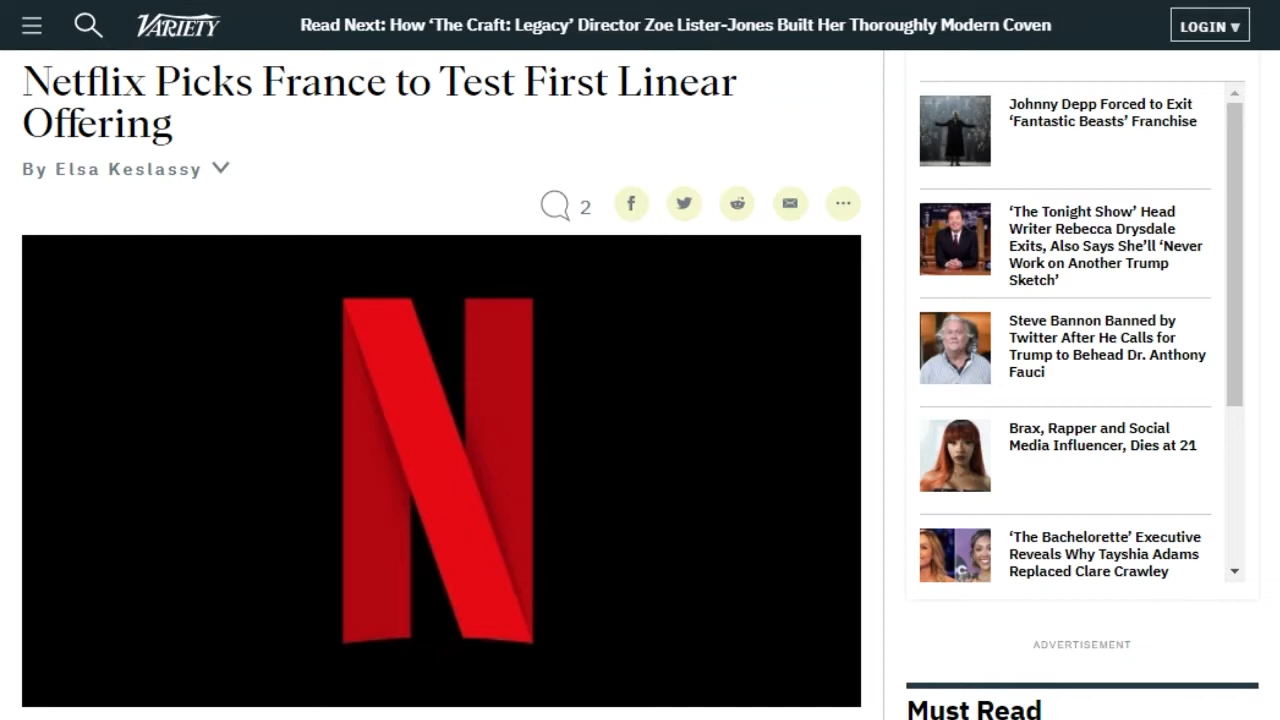 VARIETY
Read Next: How ‘The Craft: Legacy’ Director Zoe Lister-Jones Built Her Thoroughly Modern Coven
LOGIN ▾
Netflix Picks France to Test First Linear
Offering
By Elsa Keslassy
2
N
Johnny Depp Forced to Exit
‘Fantastic Beasts’ Franchise
‘The Tonight Show’ Head
Writer Rebecca Drysdale
Exits, Also Says She’ll ‘Never
Work on Another Trump
Sketch’
Steve Bannon Banned by
Twitter After He Calls for
Trump to Behead Dr. Anthony
Fauci
Brax, Rapper and Social
Media Influencer, Dies at 21
‘The Bachelorette’ Executive
Reveals Why Tayshia Adams
Replaced Clare Crawley
ADVERTISEMENT
Must Read